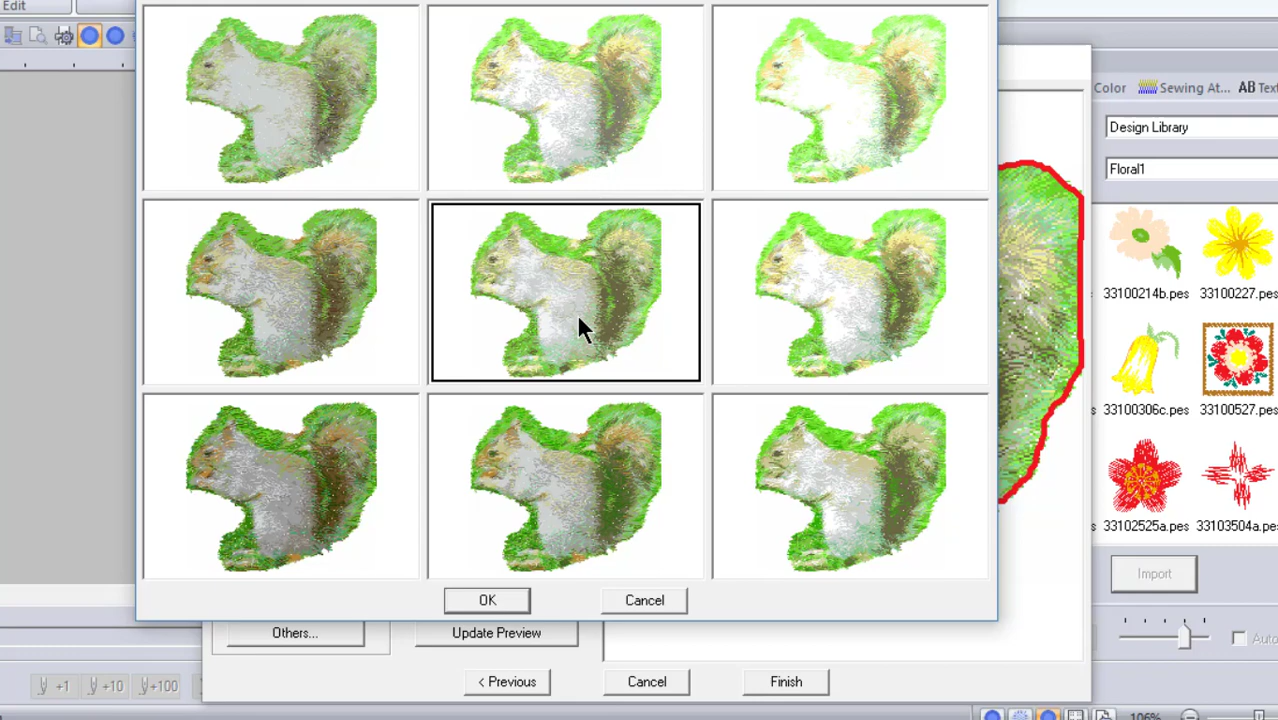 Edit
Color
Sewing At...
AB Tex
Design Library
Floral1
33100214b.pes
33100227.pes
33100306c.pes
33100527.pes
33102525a.pes
33103504a.pes
Import
OK
Cancel
Others...
Update Preview
Auto
< Previous
Cancel
Finish
+1
+10
+100
106%